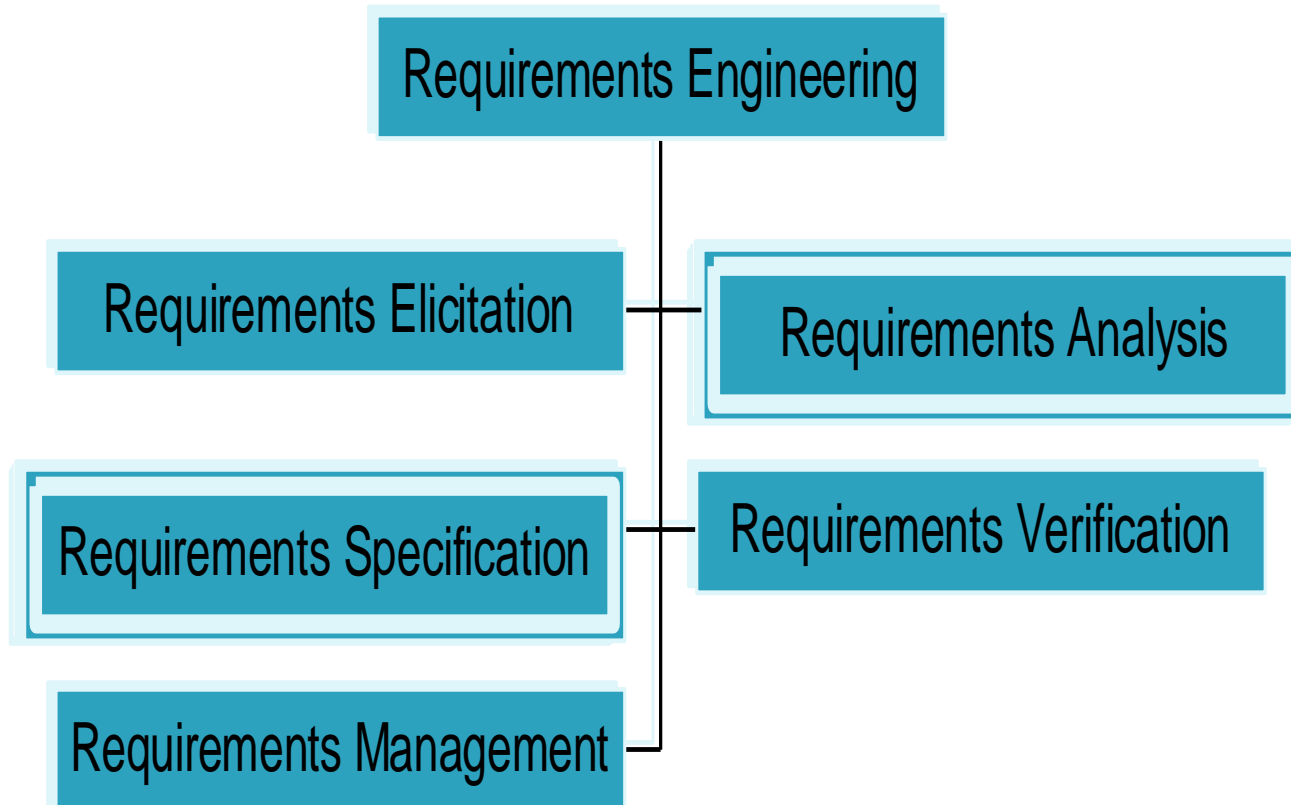 Requirements Engineering
Requirements Elicitation
Requirements Analysis
Requirements Specification
Requirements Verification
Requirements Management